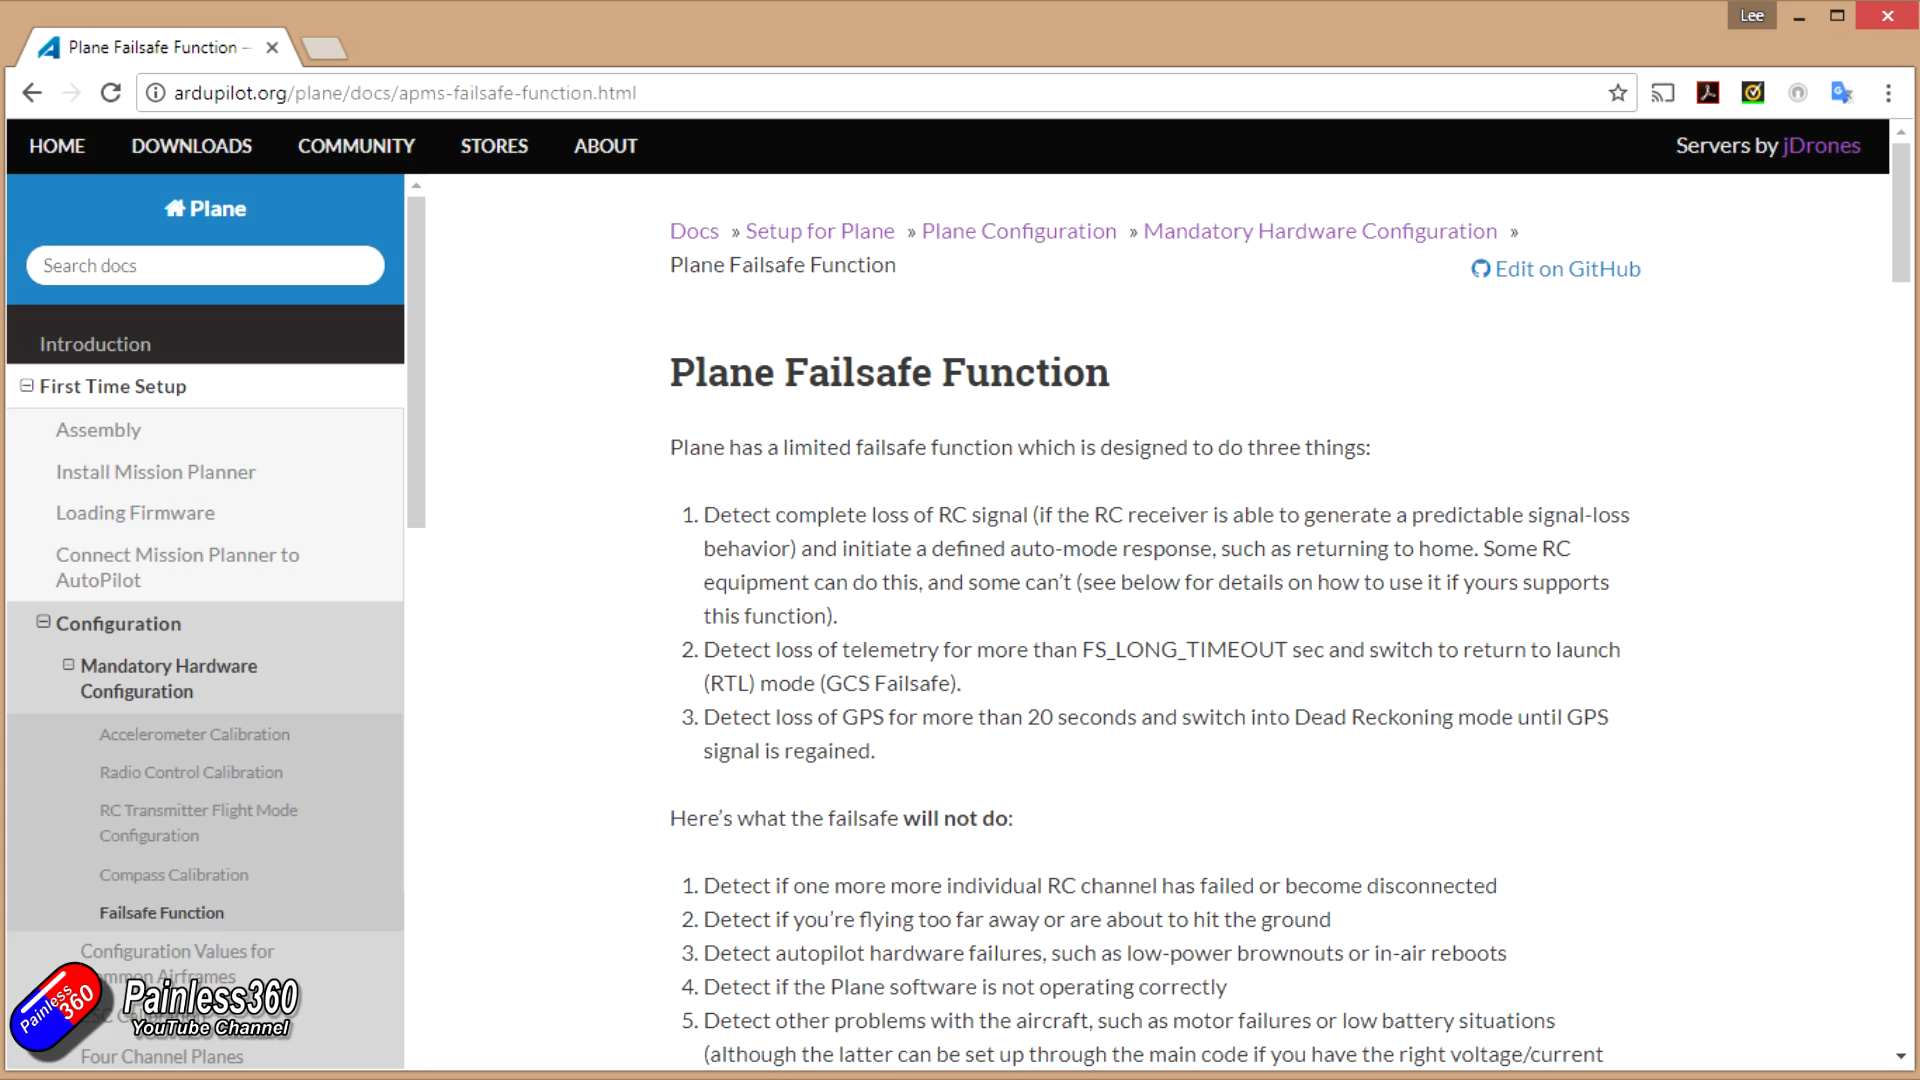 Lee
Plane Failsafe Function –
ardupilot.org/plane/docs/apms-failsafe-function.html
HOME DOWNLOADS COMMUNITY STORES ABOUT Servers by jDrones
Plane
Search docs
Introduction
First Time Setup
Assembly
Install Mission Planner
Loading Firmware
Connect Mission Planner to
AutoPilot
Configuration
Mandatory Hardware
Configuration
Accelerometer Calibration
Radio Control Calibration
RC Transmitter Flight Mode
Configuration
Compass Calibration
Failsafe Function
Configuration Values for
Airframes
Four Channel Planes
Painless 360
Painless360
YouTube Channel
Docs » Setup for Plane » Plane Configuration » Mandatory Hardware Configuration »
Plane Failsafe Function
Edit on GitHub
Plane Failsafe Function
Plane has a limited failsafe function which is designed to do three things:
1. Detect complete loss of RC signal (if the RC receiver is able to generate a predictable signal-loss
behavior) and initiate a defined auto-mode response, such as returning to home. Some RC
equipment can do this, and some can't (see below for details on how to use it if yours supports
this function).
2. Detect loss of telemetry for more than FS_LONG_TIMEOUT sec and switch to return to launch
(RTL) mode (GCS Failsafe).
3. Detect loss of GPS for more than 20 seconds and switch into Dead Reckoning mode until GPS
signal is regained.
Here's what the failsafe will not do:
1. Detect if one more more individual RC channel has failed or become disconnected
2. Detect if you're flying too far away or are about to hit the ground
3. Detect autopilot hardware failures, such as low-power brownouts or in-air reboots
4. Detect if the Plane software is not operating correctly
5. Detect other problems with the aircraft, such as motor failures or low battery situations
(although the latter can be set up through the main code if you have the right voltage/current